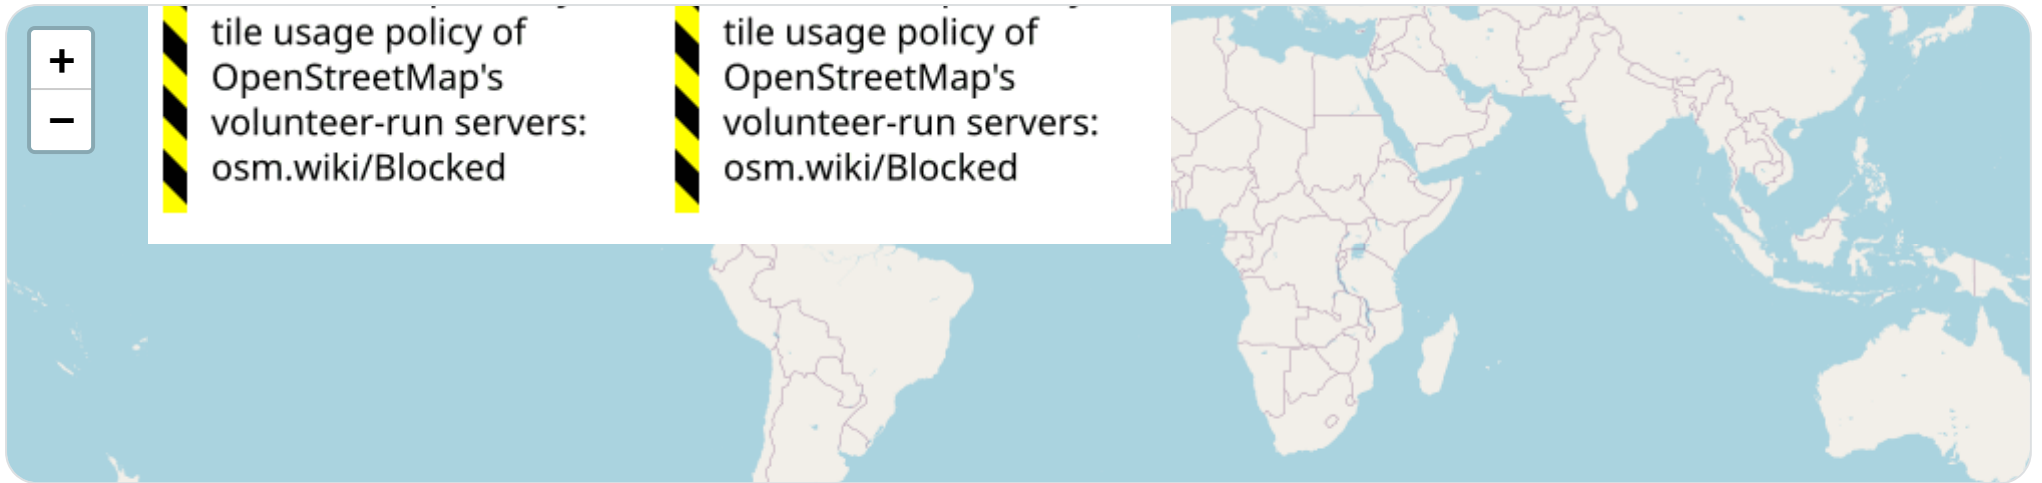 +
−
tile usage policy of
OpenStreetMap's
volunteer-run servers:
osm.wiki/Blocked
tile usage policy of
OpenStreetMap's
volunteer-run servers:
osm.wiki/Blocked